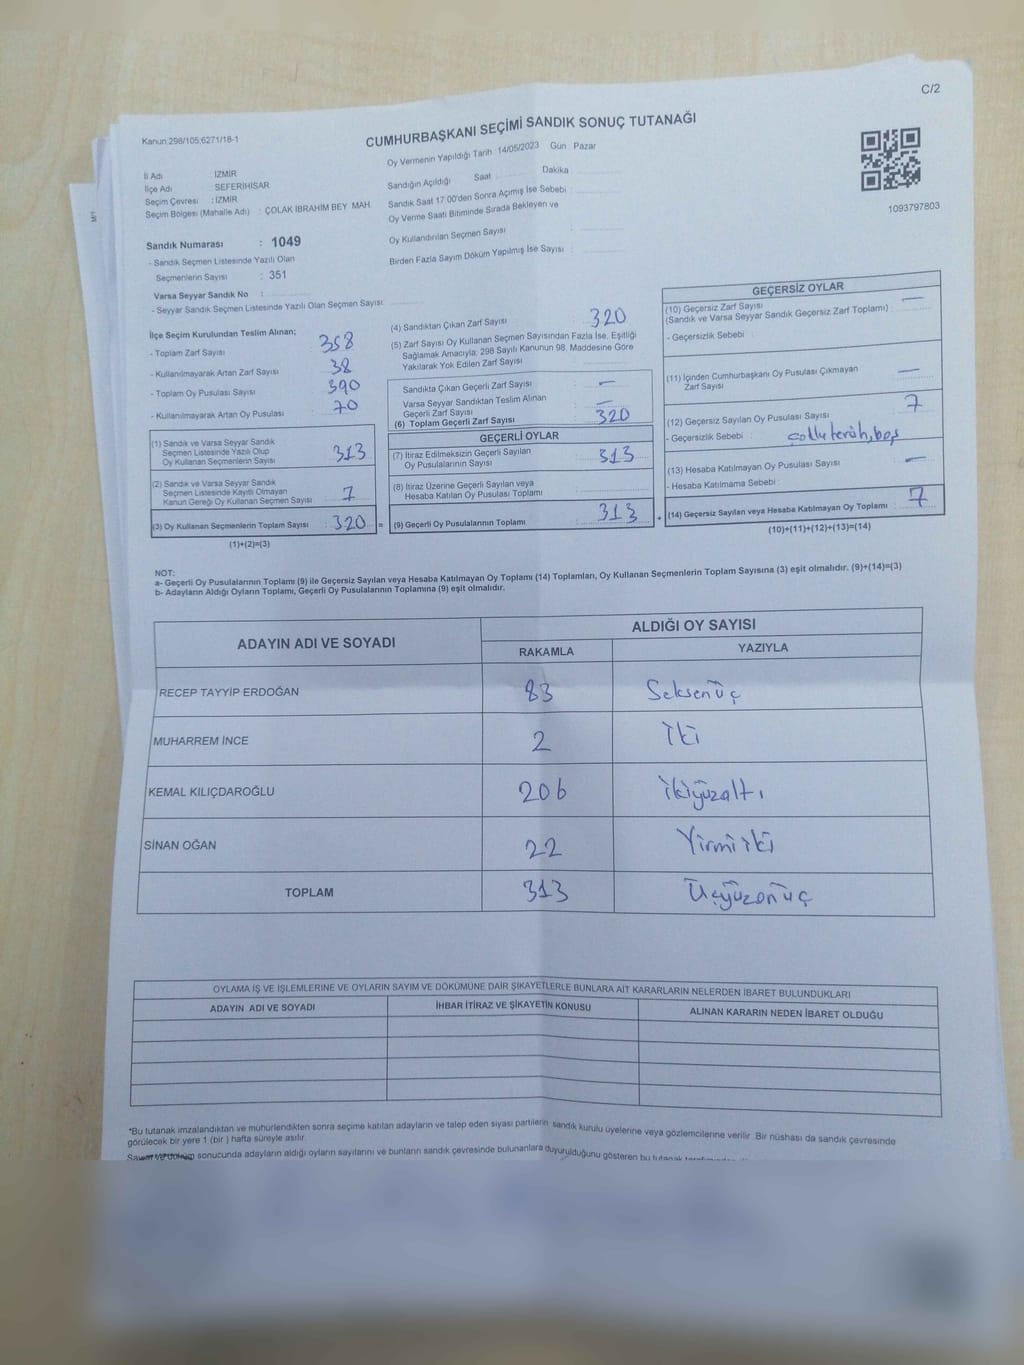 C/2
Kanun:298/105;6271/18-1
CUMHURBAŞKANI SEÇİMİ SANDIK SONUÇ TUTANAĞI
İl Adı İZMİR
İlçe Adı : SEFERİHİSAR
Seçim Çevresi : İZMİR
Seçim Bölgesi (Mahalle Adı) : ÇOLAK İBRAHİM BEY MAH.
Oy Vermenin Yapıldığı Tarih 14/05/2023 Gün Pazar
Sandığın Açıldığı Saat Dakika
Sandık Saat 17:00'den Sonra Açımış İse Sebebi :
Oy Verme Saati Bitiminde Sırada Bekleyen ve
Oy Kullandırılan Seçmen Sayısı :
Birden Fazla Sayım Döküm Yapılmış İse Sayısı :
1093797803
Sandık Numarası : 1049
- Sandık Seçmen Listesinde Yazılı Olan
Seçmenlerin Sayısı : 351
Varsa Seyyar Sandık No :
- Seyyar Sandık Seçmen Listesinde Yazılı Olan Seçmen Sayısı:
İlçe Seçim Kurulundan Teslim Alınan;
- Toplam Zarf Sayısı 358
- Kullanılmayarak Artan Zarf Sayısı 38
- Toplam Oy Pusulası Sayısı 390
- Kullanılmayarak Artan Oy Pusulası 70
(1) Sandık ve Varsa Seyyar Sandık
Seçmen Listesinde Yazılı Olup
Oy Kullanan Seçmenlerin Sayısı 313
(2) Sandık ve Varsa Seyyar Sandık
Seçmen Listesinde Kayıtlı Olmayan
Kanun Gereği Oy Kullanan Seçmen Sayısı 7
(3) Oy Kullanan Seçmenlerin Toplam Sayısı : 320 =
(1)+(2)=(3)
(4) Sandıktan Çıkan Zarf Sayısı 320
(5) Zarf Sayısı Oy Kullanan Seçmen Sayısından Fazla İse, Eşitliği
Sağlamak Amacıyla; 298 Sayılı Kanunun 98. Maddesine Göre
Yakılarak Yok Edilen Zarf Sayısı
Sandıkta Çıkan Geçerli Zarf Sayısı : —
Varsa Seyyar Sandıktan Teslim Alınan
Geçerli Zarf Sayısı : —
(6) Toplam Geçerli Zarf Sayısı : 320
GEÇERLİ OYLAR
(7) İtiraz Edilmeksizin Geçerli Sayılan
Oy Pusulalarının Sayısı : 313
(8) İtiraz Üzerine Geçerli Sayılan veya
Hesaba Katılan Oy Pusulası Toplamı :
(9) Geçerli Oy Pusulalarının Toplamı : 313 +
GEÇERSİZ OYLAR
(10) Geçersiz Zarf Sayısı
(Sandık ve Varsa Seyyar Sandık Geçersiz Zarf Toplamı) : —
- Geçersizlik Sebebi :
(11) İçinden Cumhurbaşkanı Oy Pusulası Çıkmayan
Zarf Sayısı —
(12) Geçersiz Sayılan Oy Pusulası Sayısı : 7
- Geçersizlik Sebebi :
(13) Hesaba Katılmayan Oy Pusulası Sayısı : —
- Hesaba Katılmama Sebebi :
(14) Geçersiz Sayılan veya Hesaba Katılmayan Oy Toplamı : 7
(10)+(11)+(12)+(13)=(14)
NOT:
a- Geçerli Oy Pusulalarının Toplamı (9) ile Geçersiz Sayılan veya Hesaba Katılmayan Oy Toplamı (14) Toplamları, Oy Kullanan Seçmenlerin Toplam Sayısına (3) eşit olmalıdır. (9)+(14)=(3)
b- Adayların Aldığı Oyların Toplamı, Geçerli Oy Pusulalarının Toplamına (9) eşit olmalıdır.
ADAYIN ADI VE SOYADI ALDIĞI OY SAYISI
RAKAMLA YAZIYLA
RECEP TAYYİP ERDOĞAN 83 Seksenüç
MUHARREM İNCE 2 İki
KEMAL KILIÇDAROĞLU 206 İkiyüzaltı
SİNAN OĞAN 22 Yirmiiki
TOPLAM 313 Üçyüzonüç
OYLAMA İŞ VE İŞLEMLERİNE VE OYLARIN SAYIM VE DÖKÜMÜNE DAİR ŞİKAYETLERLE BUNLARA AİT KARARLARIN NELERDEN İBARET BULUNDUKLARI
ADAYIN ADI VE SOYADI İHBAR İTİRAZ VE ŞİKAYETİN KONUSU ALINAN KARARIN NEDEN İBARET OLDUĞU
*Bu tutanak imzalandıktan ve mühürlendikten sonra seçime katılan adayların ve talep eden siyasi partilerin sandık kurulu üyelerine veya gözlemcilerine verilir. Bir nüshası da sandık çevresinde
görülecek bir yere 1 (bir) hafta süreyle asılır.
sonucunda adayların aldığı oyların sayılarını ve bunların sandık çevresinde bulunanlara duyurulduğunu gösteren bu tutanak